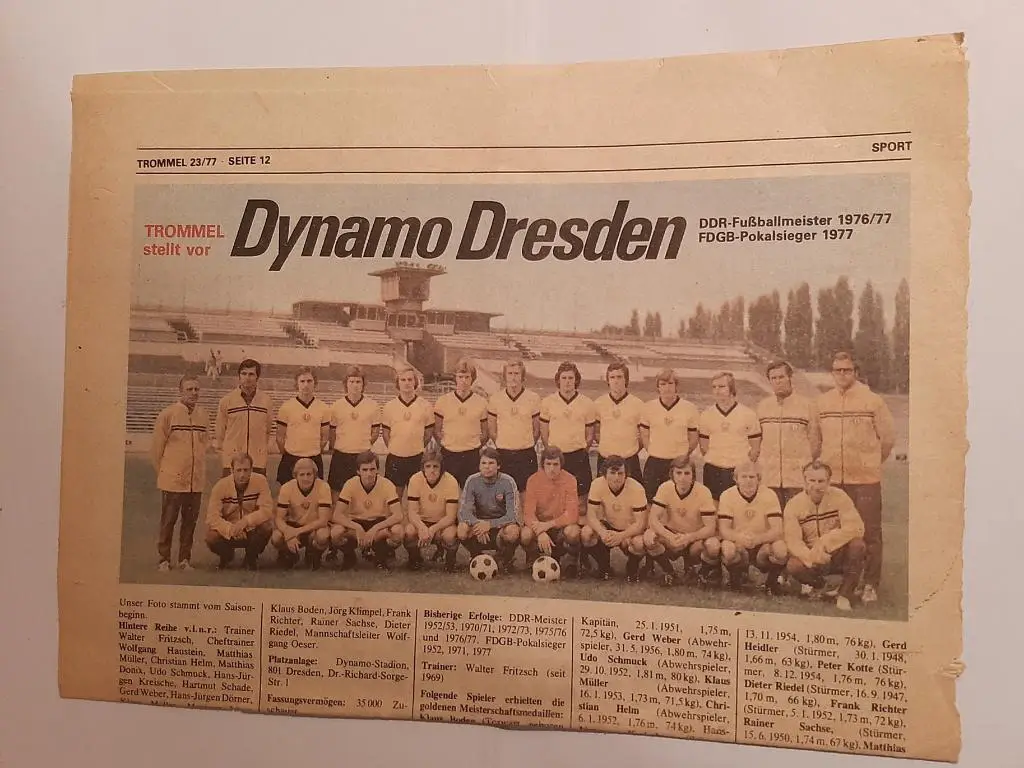 TROMMEL 23/77 · SEITE 12
SPORT
TROMMEL
stellt vor
Dynamo Dresden
DDR-Fußballmeister 1976/77
FDGB-Pokalsieger 1977
Unser Foto stammt vom Saison-
beginn.
Hintere Reihe v.l.n.r.: Trainer
Walter Fritzsch, Cheftrainer
Wolfgang Haustein, Matthias
Müller, Christian Helm, Matthias
Döschner, Udo Schmuck, Hans-Jür-
gen Kreische, Hartmut Schade,
Gerd Weber, Hans-Jürgen Dörner,
Klaus Müller,
Klaus Boden, Jörg Klimpel, Frank
Richter, Rainer Sachse, Dieter
Riedel, Mannschaftsleiter Wolf-
gang Oeser.
Platzanlage: Dynamo-Stadion,
801 Dresden, Dr.-Richard-Sorge-
Str. 1
Fassungsvermögen: 35 000 Zu-
schauer
Bisherige Erfolge: DDR-Meister
1952/53, 1970/71, 1972/73, 1975/76
und 1976/77. FDGB-Pokalsieger
1952, 1971, 1977
Trainer: Walter Fritzsch (seit
1969)
Folgende Spieler erhielten die
goldenen Meisterschaftsmedaillen:
Klaus Boden (Torwart, geboren
Kapitän, 25. 1. 1951, 1,75 m,
72,5 kg), Gerd Weber (Abwehr-
spieler, 31. 5. 1956, 1,80 m, 74 kg),
Udo Schmuck (Abwehrspieler,
29. 10. 1952, 1,81 m, 80 kg), Klaus
Müller (Abwehrspieler,
16. 1. 1953, 1,73 m, 71,5 kg), Chri-
stian Helm (Abwehrspieler,
6. 1. 1952, 1,76 m, 74 kg), Hans-
13. 11. 1954, 1,80 m, 76 kg), Gerd
Heidler (Stürmer, 30. 1. 1948,
1,66 m, 63 kg), Peter Kotte (Stür-
mer, 8. 12. 1954, 1,76 m, 76 kg),
Dieter Riedel (Stürmer, 16. 9. 1947,
1,70 m, 66 kg), Frank Richter
(Stürmer, 5. 1. 1952, 1,73 m, 72 kg),
Rainer Sachse, (Stürmer,
15. 6. 1950, 1,74 m, 67 kg), Matthias